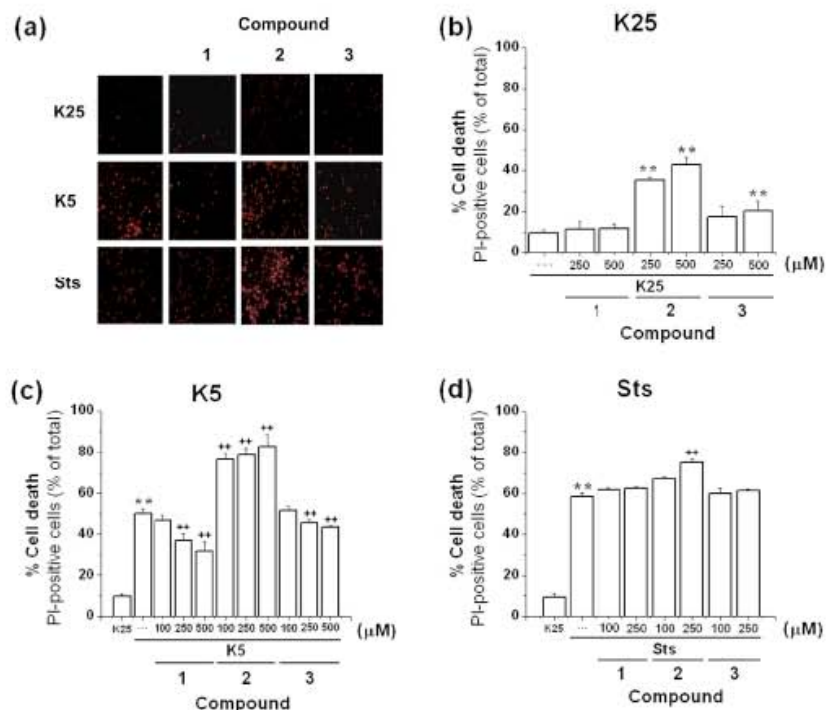 (a)
Compound
1 2 3
K25
K5
Sts
(b)
K25
% Cell death
PI-positive cells (% of total)
100
80
60
40
20
0
** ** **
--- 250 500 250 500 250 500 (μM)
K25
1 2 3
Compound
(c)
K5
% Cell death
PI-positive cells (% of total)
100
80
60
40
20
0
** ++ ++ ++ ++ ++ ++ ++
K25 --- 100 250 500 100 250 500 100 250 500 (μM)
K5
1 2 3
Compound
(d)
Sts
% Cell death
PI-positive cells (% of total)
100
80
60
40
20
0
** ++
K25 --- 100 250 100 250 100 250 (μM)
Sts
1 2 3
Compound